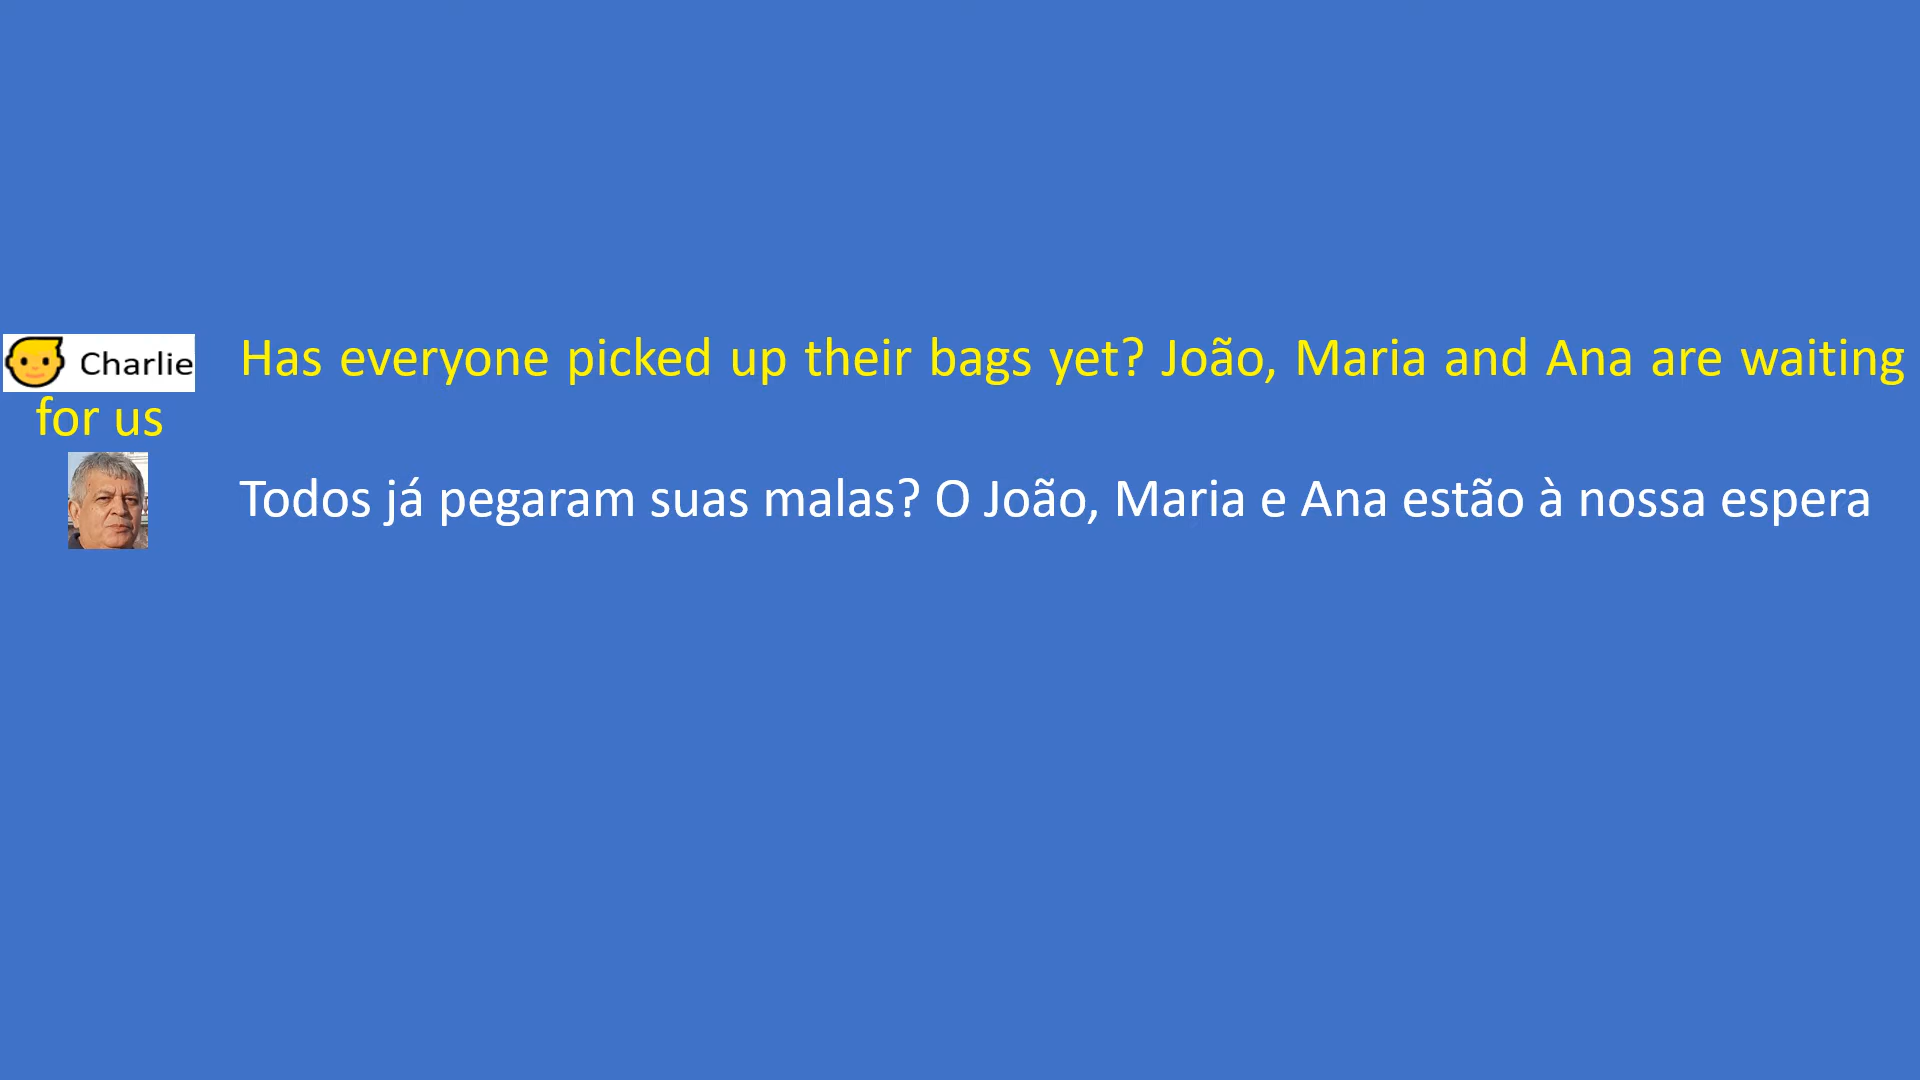 Charlie Has everyone picked up their bags yet? João, Maria and Ana are waiting
for us
Todos já pegaram suas malas? O João, Maria e Ana estão à nossa espera